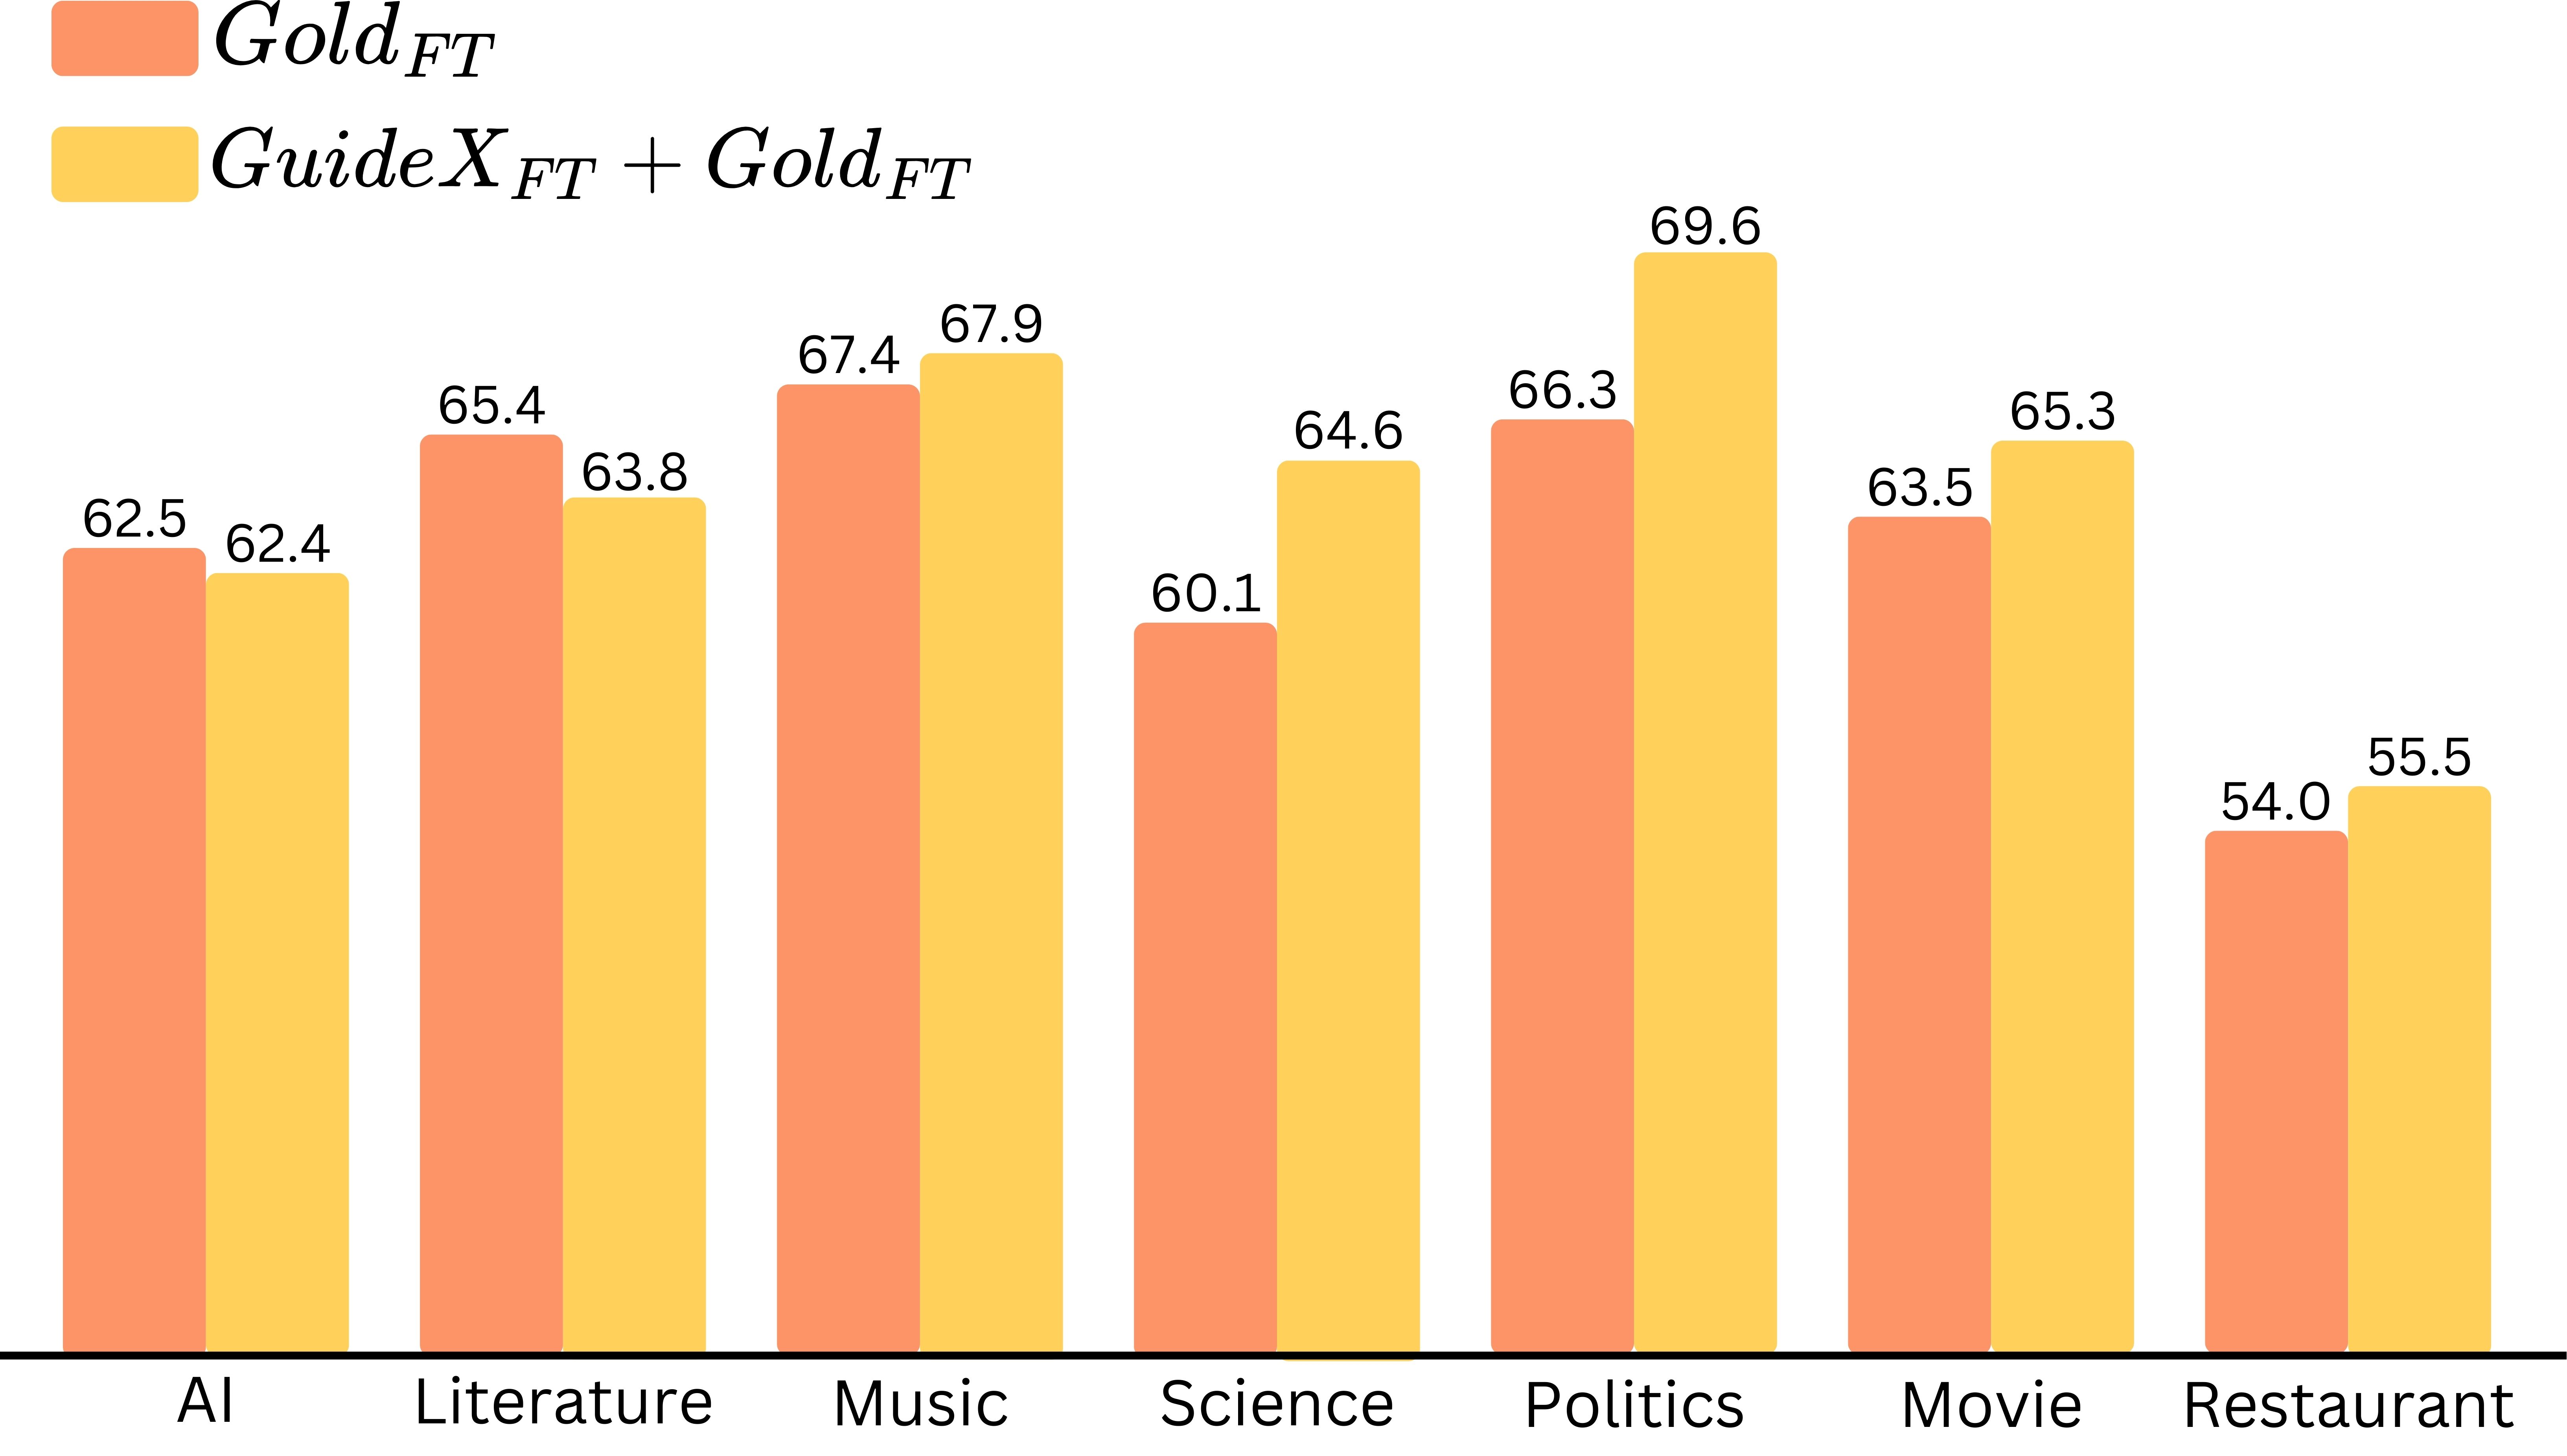 Gold_FT
GuideX_FT + Gold_FT
62.5
62.4
65.4
63.8
67.4
67.9
60.1
64.6
66.3
69.6
63.5
65.3
54.0
55.5
AI
Literature
Music
Science
Politics
Movie
Restaurant